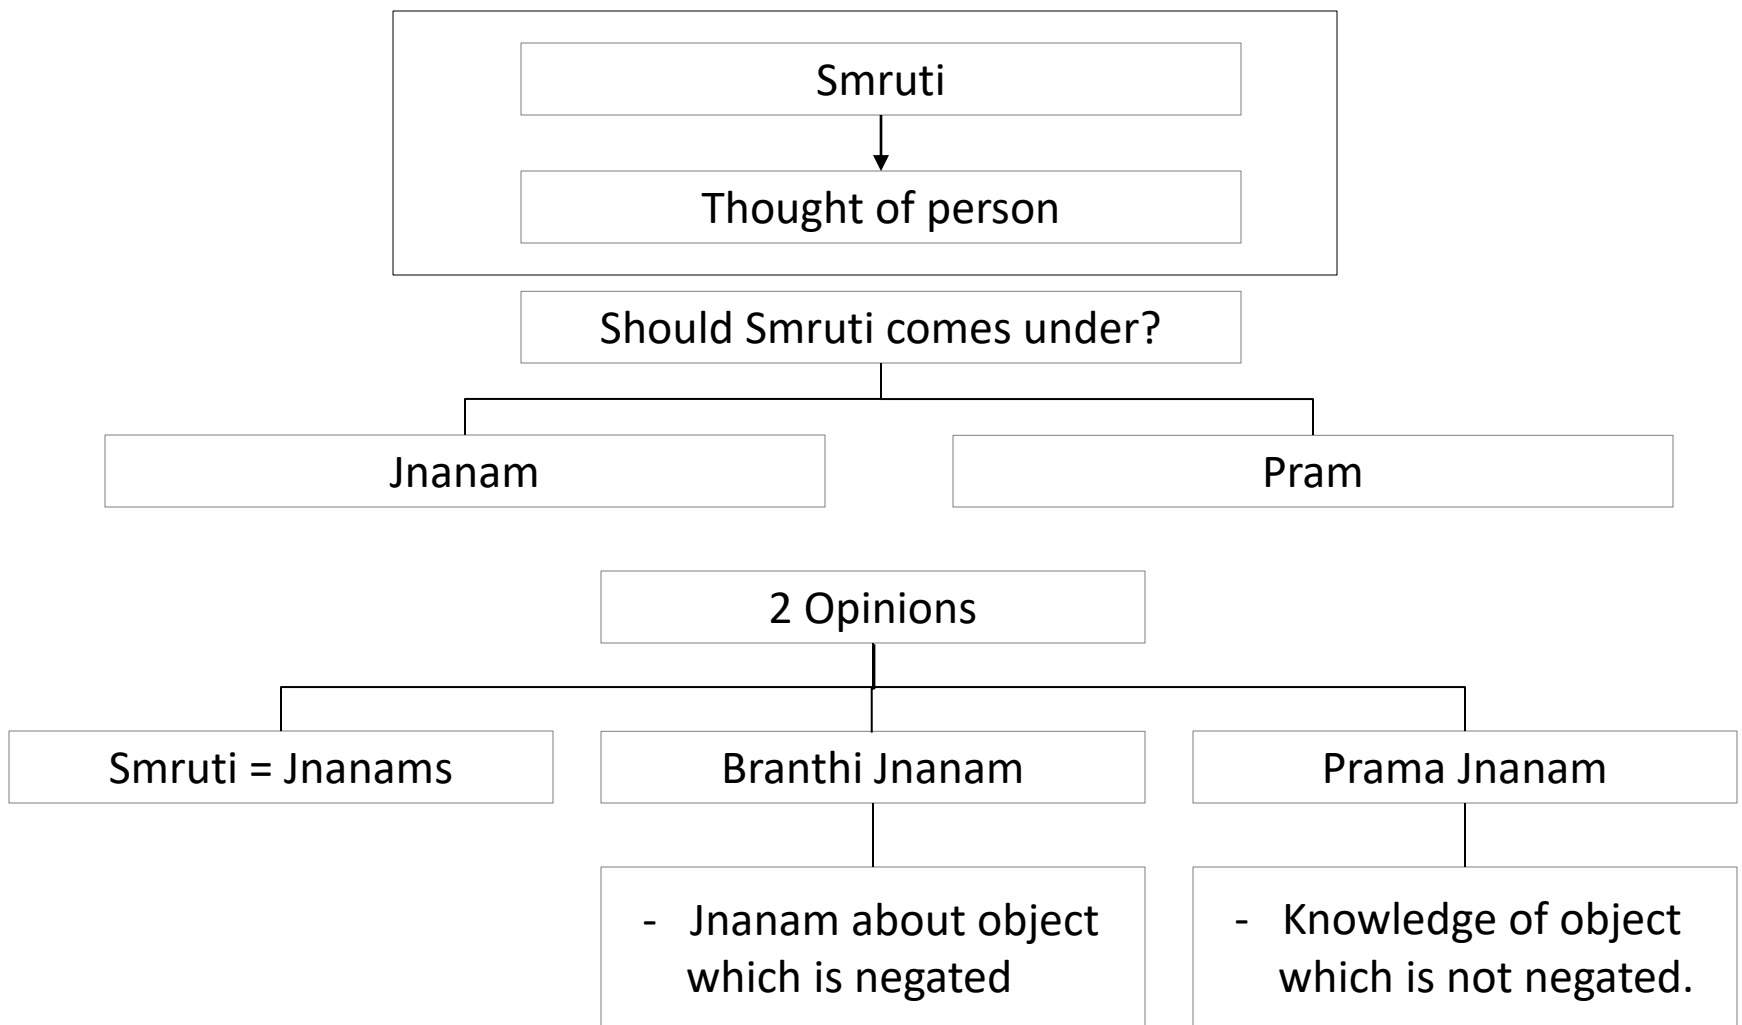 Smruti
Thought of person
Should Smruti comes under?
Jnanam
Pram
2 Opinions
Smruti = Jnanams
Branthi Jnanam
Prama Jnanam
- Jnanam about object
which is negated
- Knowledge of object
which is not negated.